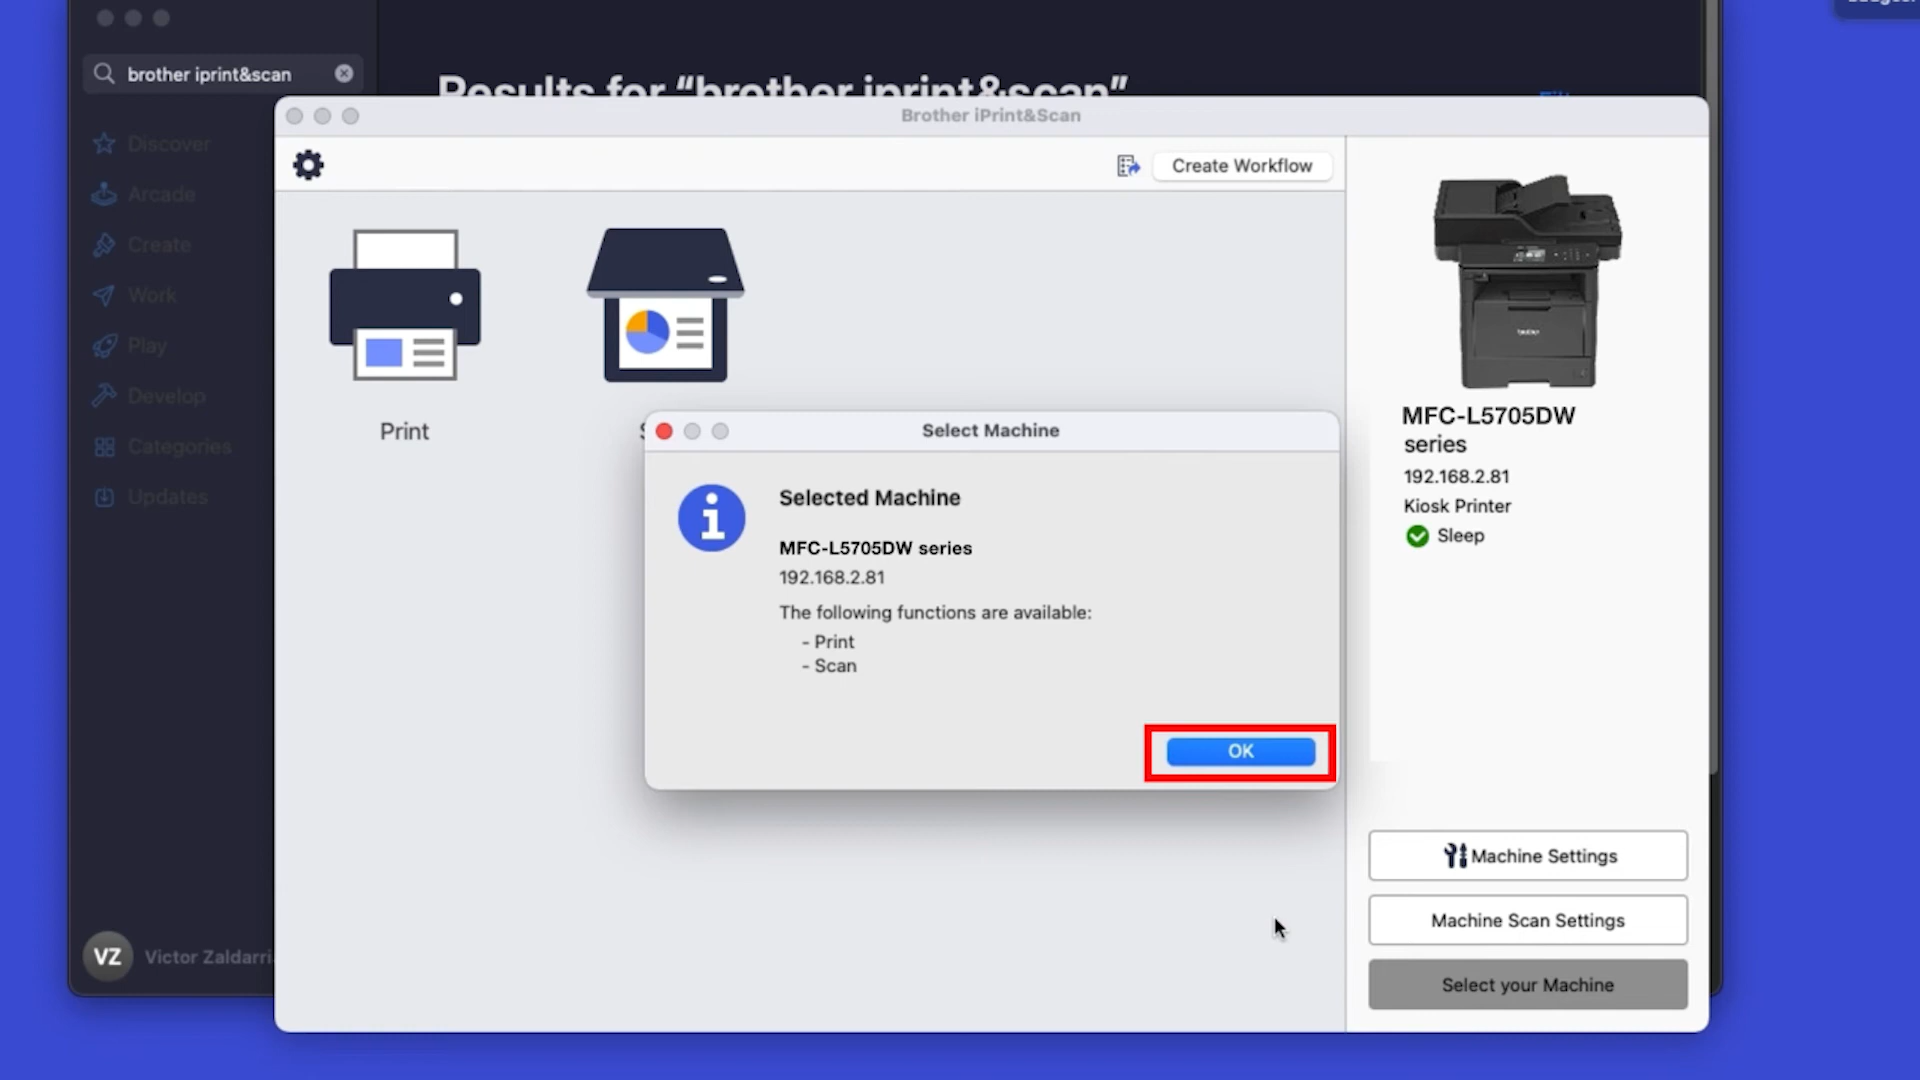 brother iprint&scan
Results for “brother iprint&scan”
Brother iPrint&Scan
Discover
Arcade
Create
Work
Play
Develop
Categories
Updates
Create Workflow
Print
Select Machine
Selected Machine
MFC-L5705DW series
192.168.2.81
The following functions are available:
- Print
- Scan
OK
brother
MFC-L5705DW
series
192.168.2.81
Kiosk Printer
Sleep
Machine Settings
Machine Scan Settings
Select your Machine
VZ
Victor Zaldarri